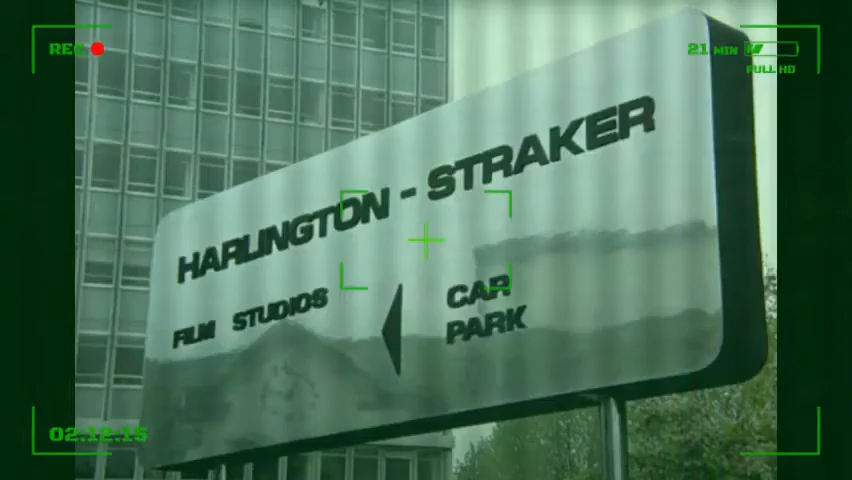 REC
21 MIN
FULL HD
HARLINGTON - STRAKER
FILM STUDIOS
CAR
PARK
02:12:15